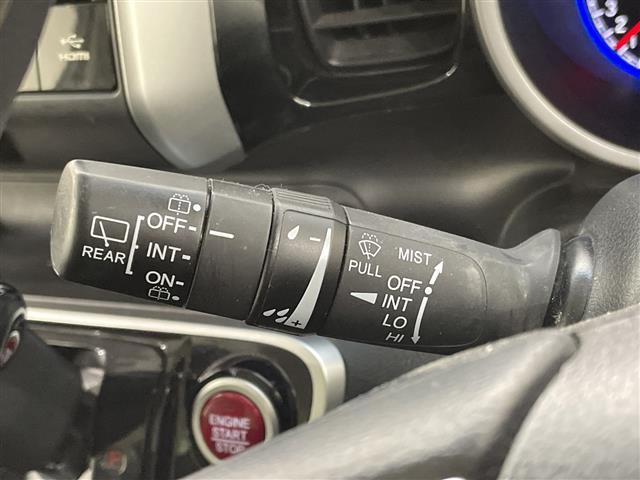 HDMI
OFF
INT
ON
REAR
−
+
PULL
MIST
OFF
INT
LO
HI
ENGINE
START
STOP